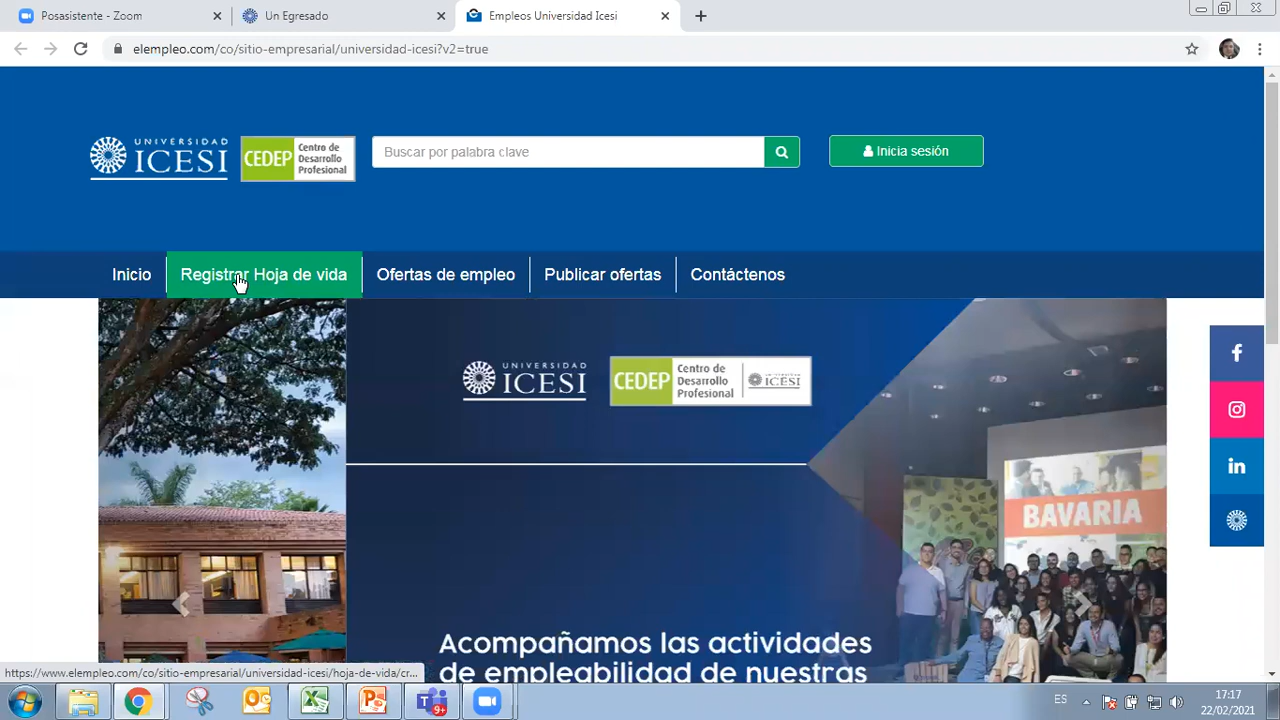 Posasistente - Zoom
Un Egresado
Empleos Universidad Icesi
elempleo.com/co/sitio-empresarial/universidad-icesi?v2=true
UNIVERSIDAD
ICESI
CEDEP
Centro de
Desarrollo
Profesional
Buscar por palabra clave
Inicia sesión
Inicio
Registrar Hoja de vida
Ofertas de empleo
Publicar ofertas
Contáctenos
UNIVERSIDAD
ICESI
CEDEP
Centro de
Desarrollo
Profesional
UNIVERSIDAD
ICESI
BAVARIA
Acompañamos las actividades
de empleabilidad de nuestras
https://www.elempleo.com/co/sitio-empresarial/universidad-icesi/hoja-de-vida/cr...
9+
ES
17:17
22/02/2021